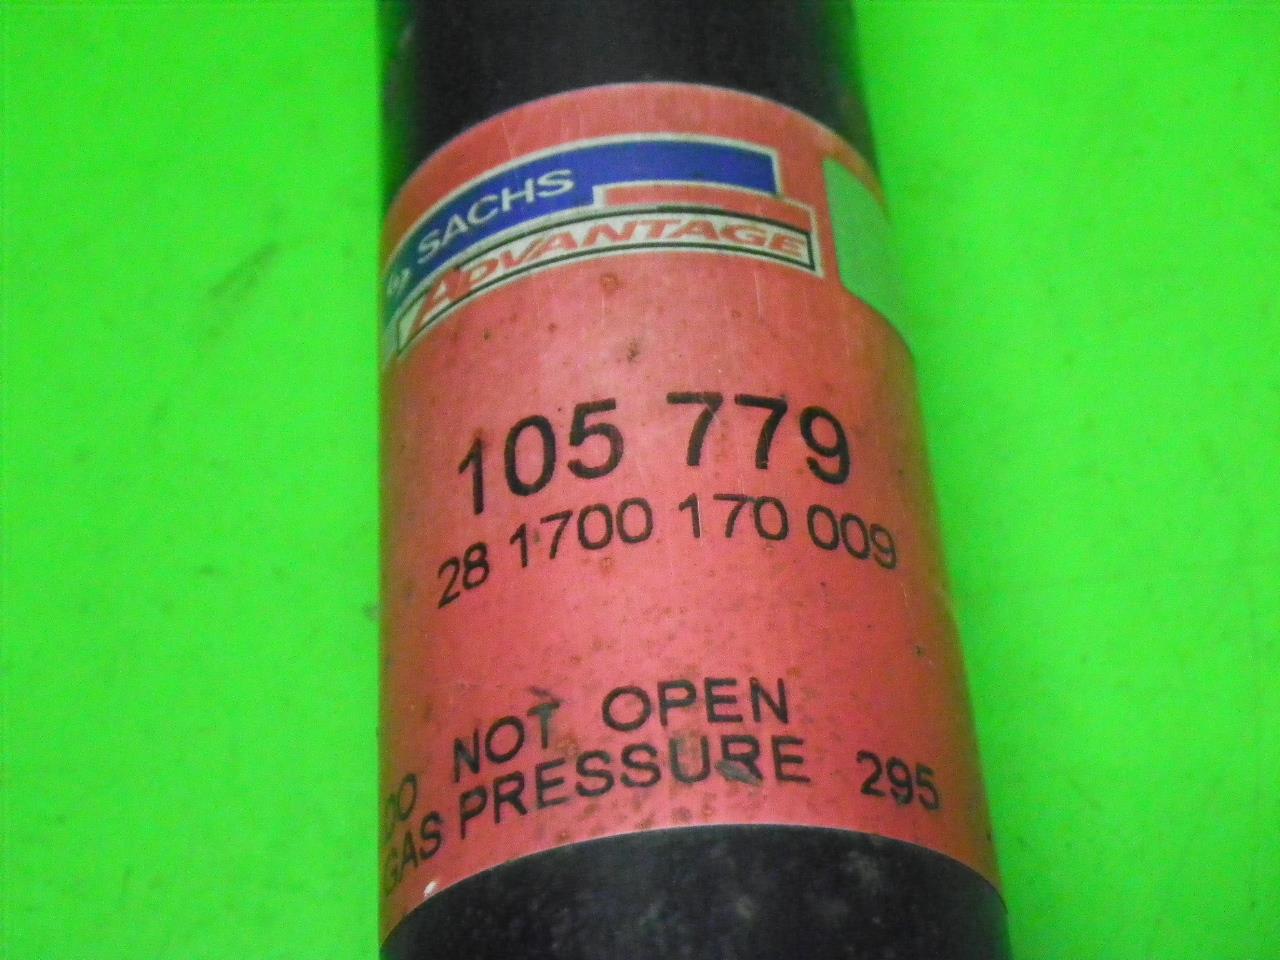 SACHS
ADVANTAGE
105 779
28 1700 170 009
DO NOT OPEN
GAS PRESSURE 295